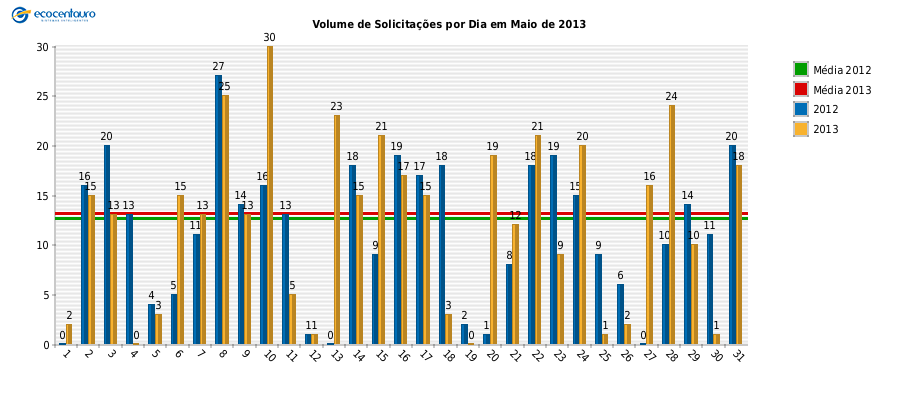 ecocentauro
Volume de Solicitações por Dia em Maio de 2013
30
25
20
15
10
5
0
0 2 16 15 20 13 13 0 4 3 5 15 11 13 27 25 14 13 16 30 13 5 1 1 0 23 18 15 9 21 19 17 17 15 18 3 2 0 1 19 8 12 18 21 19 9 15 20 9 1 6 2 0 16 10 24 14 10 11 1 20 18
1 2 3 4 5 6 7 8 9 10 11 12 13 14 15 16 17 18 19 20 21 22 23 24 25 26 27 28 29 30 31
Média 2012
Média 2013
2012
2013